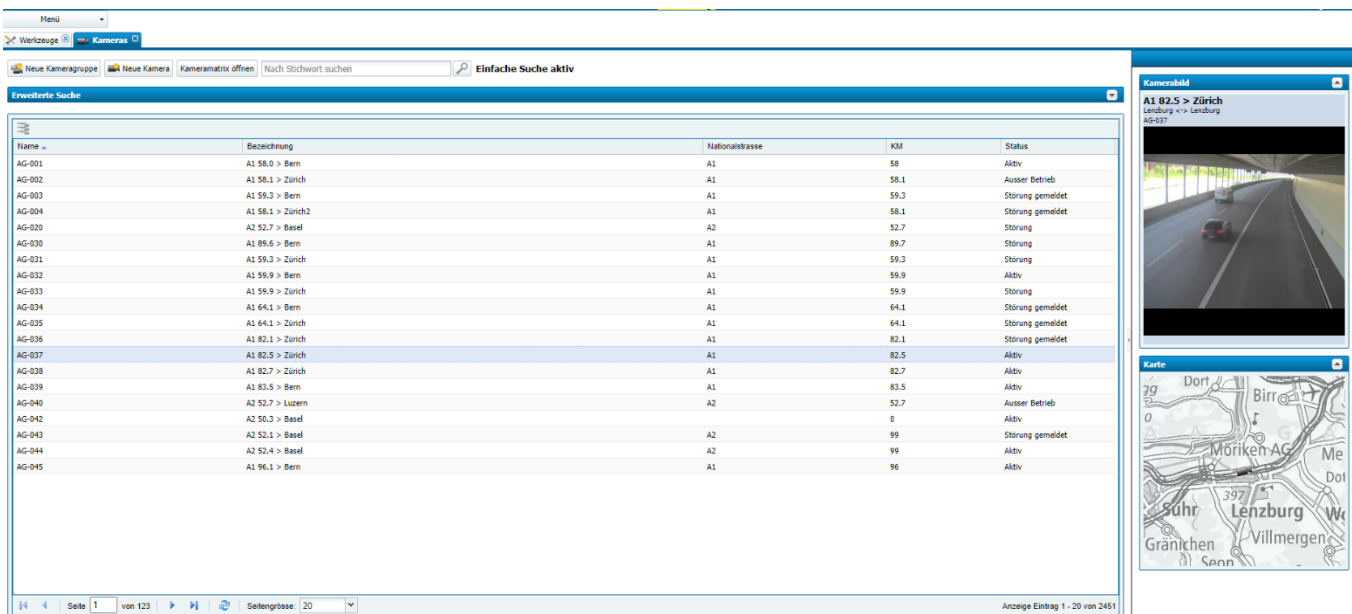 Menü
Werkzeuge Kameras
Neue Kameragruppe Neue Kamera Kameramatrix öffnen Nach Stichwort suchen Einfache Suche aktiv
Erweiterte Suche
Name Bezeichnung Nationalstrasse KM Status
AG-001 A1 58.0 > Bern A1 58 Aktiv
AG-002 A1 58.1 > Zürich A1 58.1 Ausser Betrieb
AG-003 A1 59.3 > Bern A1 59.3 Störung gemeldet
AG-004 A1 58.1 > Zürich2 A1 58.1 Störung gemeldet
AG-020 A2 52.7 > Basel A2 52.7 Störung
AG-030 A1 89.6 > Bern A1 89.7 Störung
AG-031 A1 59.3 > Zürich A1 59.3 Störung
AG-032 A1 59.9 > Bern A1 59.9 Aktiv
AG-033 A1 59.9 > Zürich A1 59.9 Störung
AG-034 A1 64.1 > Bern A1 64.1 Störung gemeldet
AG-035 A1 64.1 > Zürich A1 64.1 Störung gemeldet
AG-036 A1 82.1 > Zürich A1 82.1 Störung gemeldet
AG-037 A1 82.5 > Zürich A1 82.5 Aktiv
AG-038 A1 82.7 > Zürich A1 82.7 Aktiv
AG-039 A1 83.5 > Bern A1 83.5 Aktiv
AG-040 A2 52.7 > Luzern A2 52.7 Ausser Betrieb
AG-042 A2 50.3 > Basel 0 Aktiv
AG-043 A2 52.1 > Basel A2 99 Störung gemeldet
AG-044 A2 52.4 > Basel A2 99 Aktiv
AG-045 A1 96.1 > Bern A1 96 Aktiv
Seite 1 von 123 Seitengrösse: 20 Anzeige Eintrag 1 - 20 von 2451
Kamerabild
A1 82.5 > Zürich
Lenzburg <-> Lenzburg
AG-037
Karte
gg Dorf Birr
0
A A G A
Möriken AG Me
Dot
397
Suhr Lenzburg Wo
Gränichen Villmergen
Seon